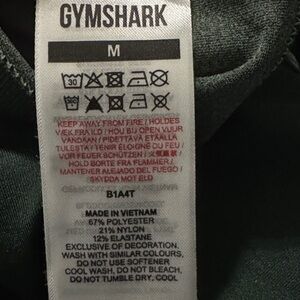 GYMSHARK
M
30
KEEP AWAY FROM FIRE / HOLDES
VÆK FRA ILD / HOU BIJ OPEN VUUR
VANDAAN / PIDETTÄVÄ ETÄÄLLÄ
TULESTA / TENIR ÉLOIGNÉ DU FEU /
VOR FEUER SCHÜTZEN /
HOLD BORTE FRA FLAMMER /
MANTENER ALEJADO DEL FUEGO /
SKYDDA MOT ELD
B1A4T
MADE IN VIETNAM
67% POLYESTER
21% NYLON
12% ELASTANE
EXCLUSIVE OF DECORATION.
WASH WITH SIMILAR COLOURS,
DO NOT USE SOFTENER
COOL WASH, DO NOT BLEACH,
DO NOT TUMBLE DRY, COOL